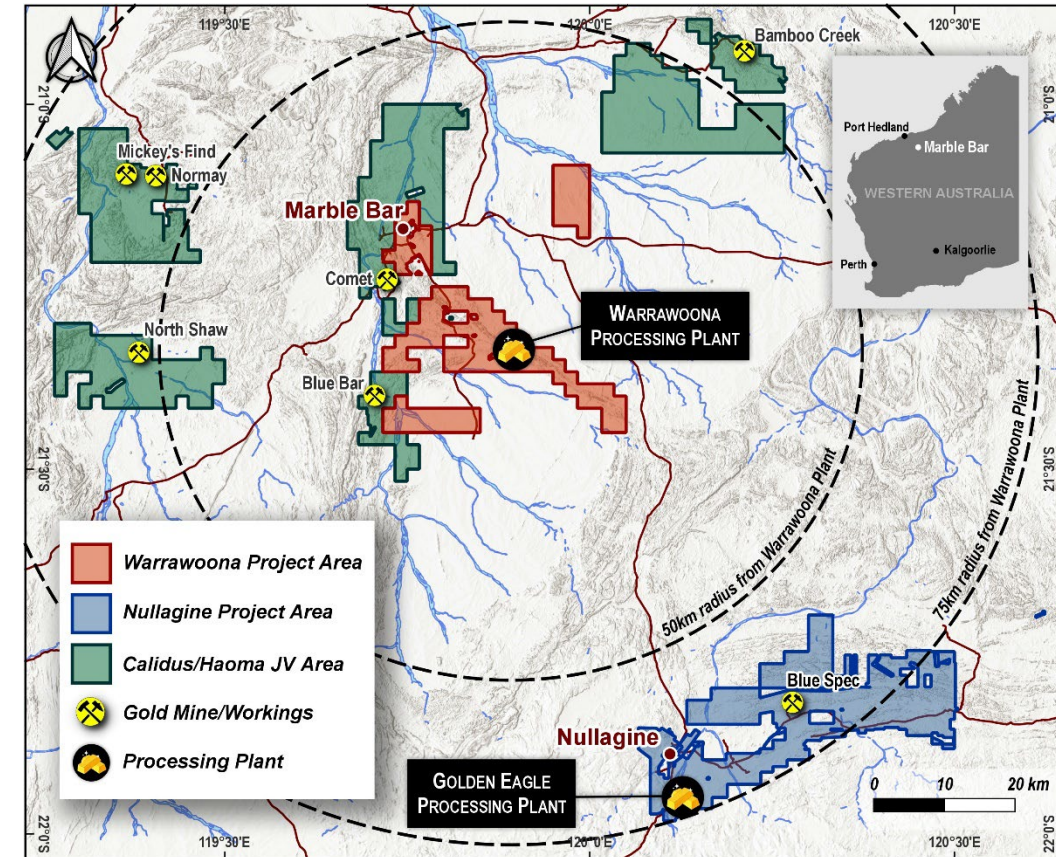 119°30'E
120°0'E
120°30'E
Bamboo Creek
21°0'S
21°0'S
Port Hedland
Marble Bar
WESTERN AUSTRALIA
Kalgoorlie
Perth
Mickey's Find
Normay
Marble Bar
Comet
WARRAWOONA
PROCESSING PLANT
North Shaw
Blue Bar
21°30'S
21°30'S
50km radius from Warrawoona Plant
75km radius from Warrawoona Plant
Warrawoona Project Area
Nullagine Project Area
Calidus/Haoma JV Area
Gold Mine/Workings
Processing Plant
Blue Spec
Nullagine
GOLDEN EAGLE
PROCESSING PLANT
0 10 20 km
22°0'S
22°0'S
119°30'E
120°0'E
120°30'E